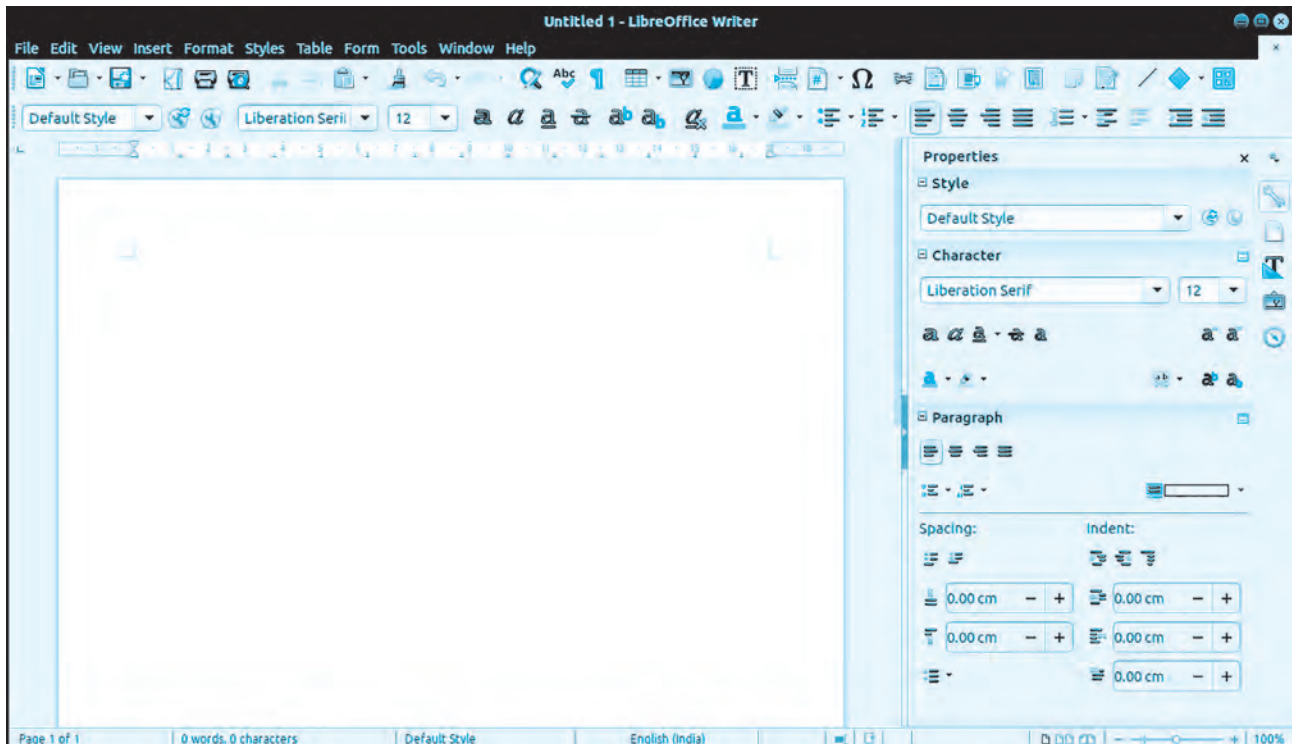 Untitled 1 - LibreOffice Writer
File Edit View Insert Format Styles Table Form Tools Window Help
Default Style Liberation Seri 12
Properties
Style
Default Style
Character
Liberation Serif 12
Paragraph
Spacing: Indent:
0.00 cm 0.00 cm
0.00 cm 0.00 cm
0.00 cm
Page 1 of 1 0 words, 0 characters Default Style English (India) 100%